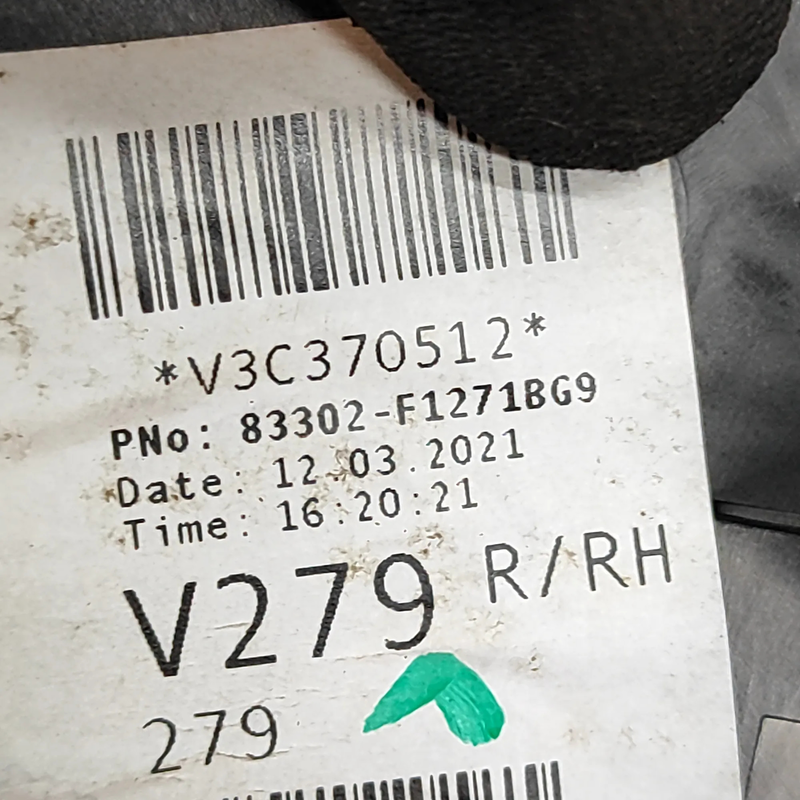 *V3C370512*
PNo: 83302-F1271BG9
Date: 12.03.2021
Time: 16:20:21
V279 R/RH
279